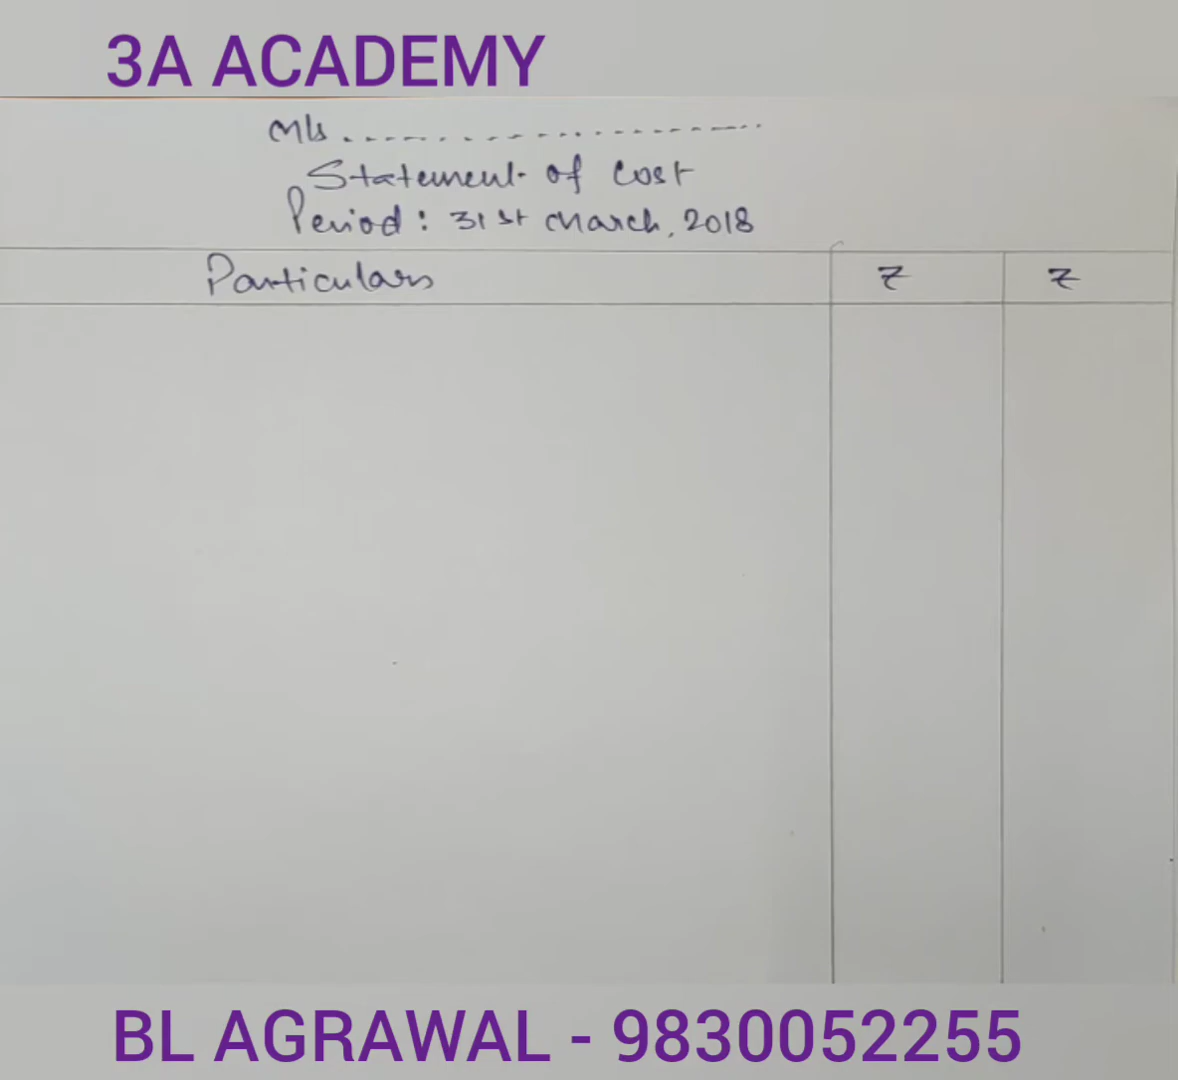 3A ACADEMY
M/s ........................
Statement of Cost
Period: 31st March, 2018
Particulars ₹ ₹
BL AGRAWAL - 9830052255